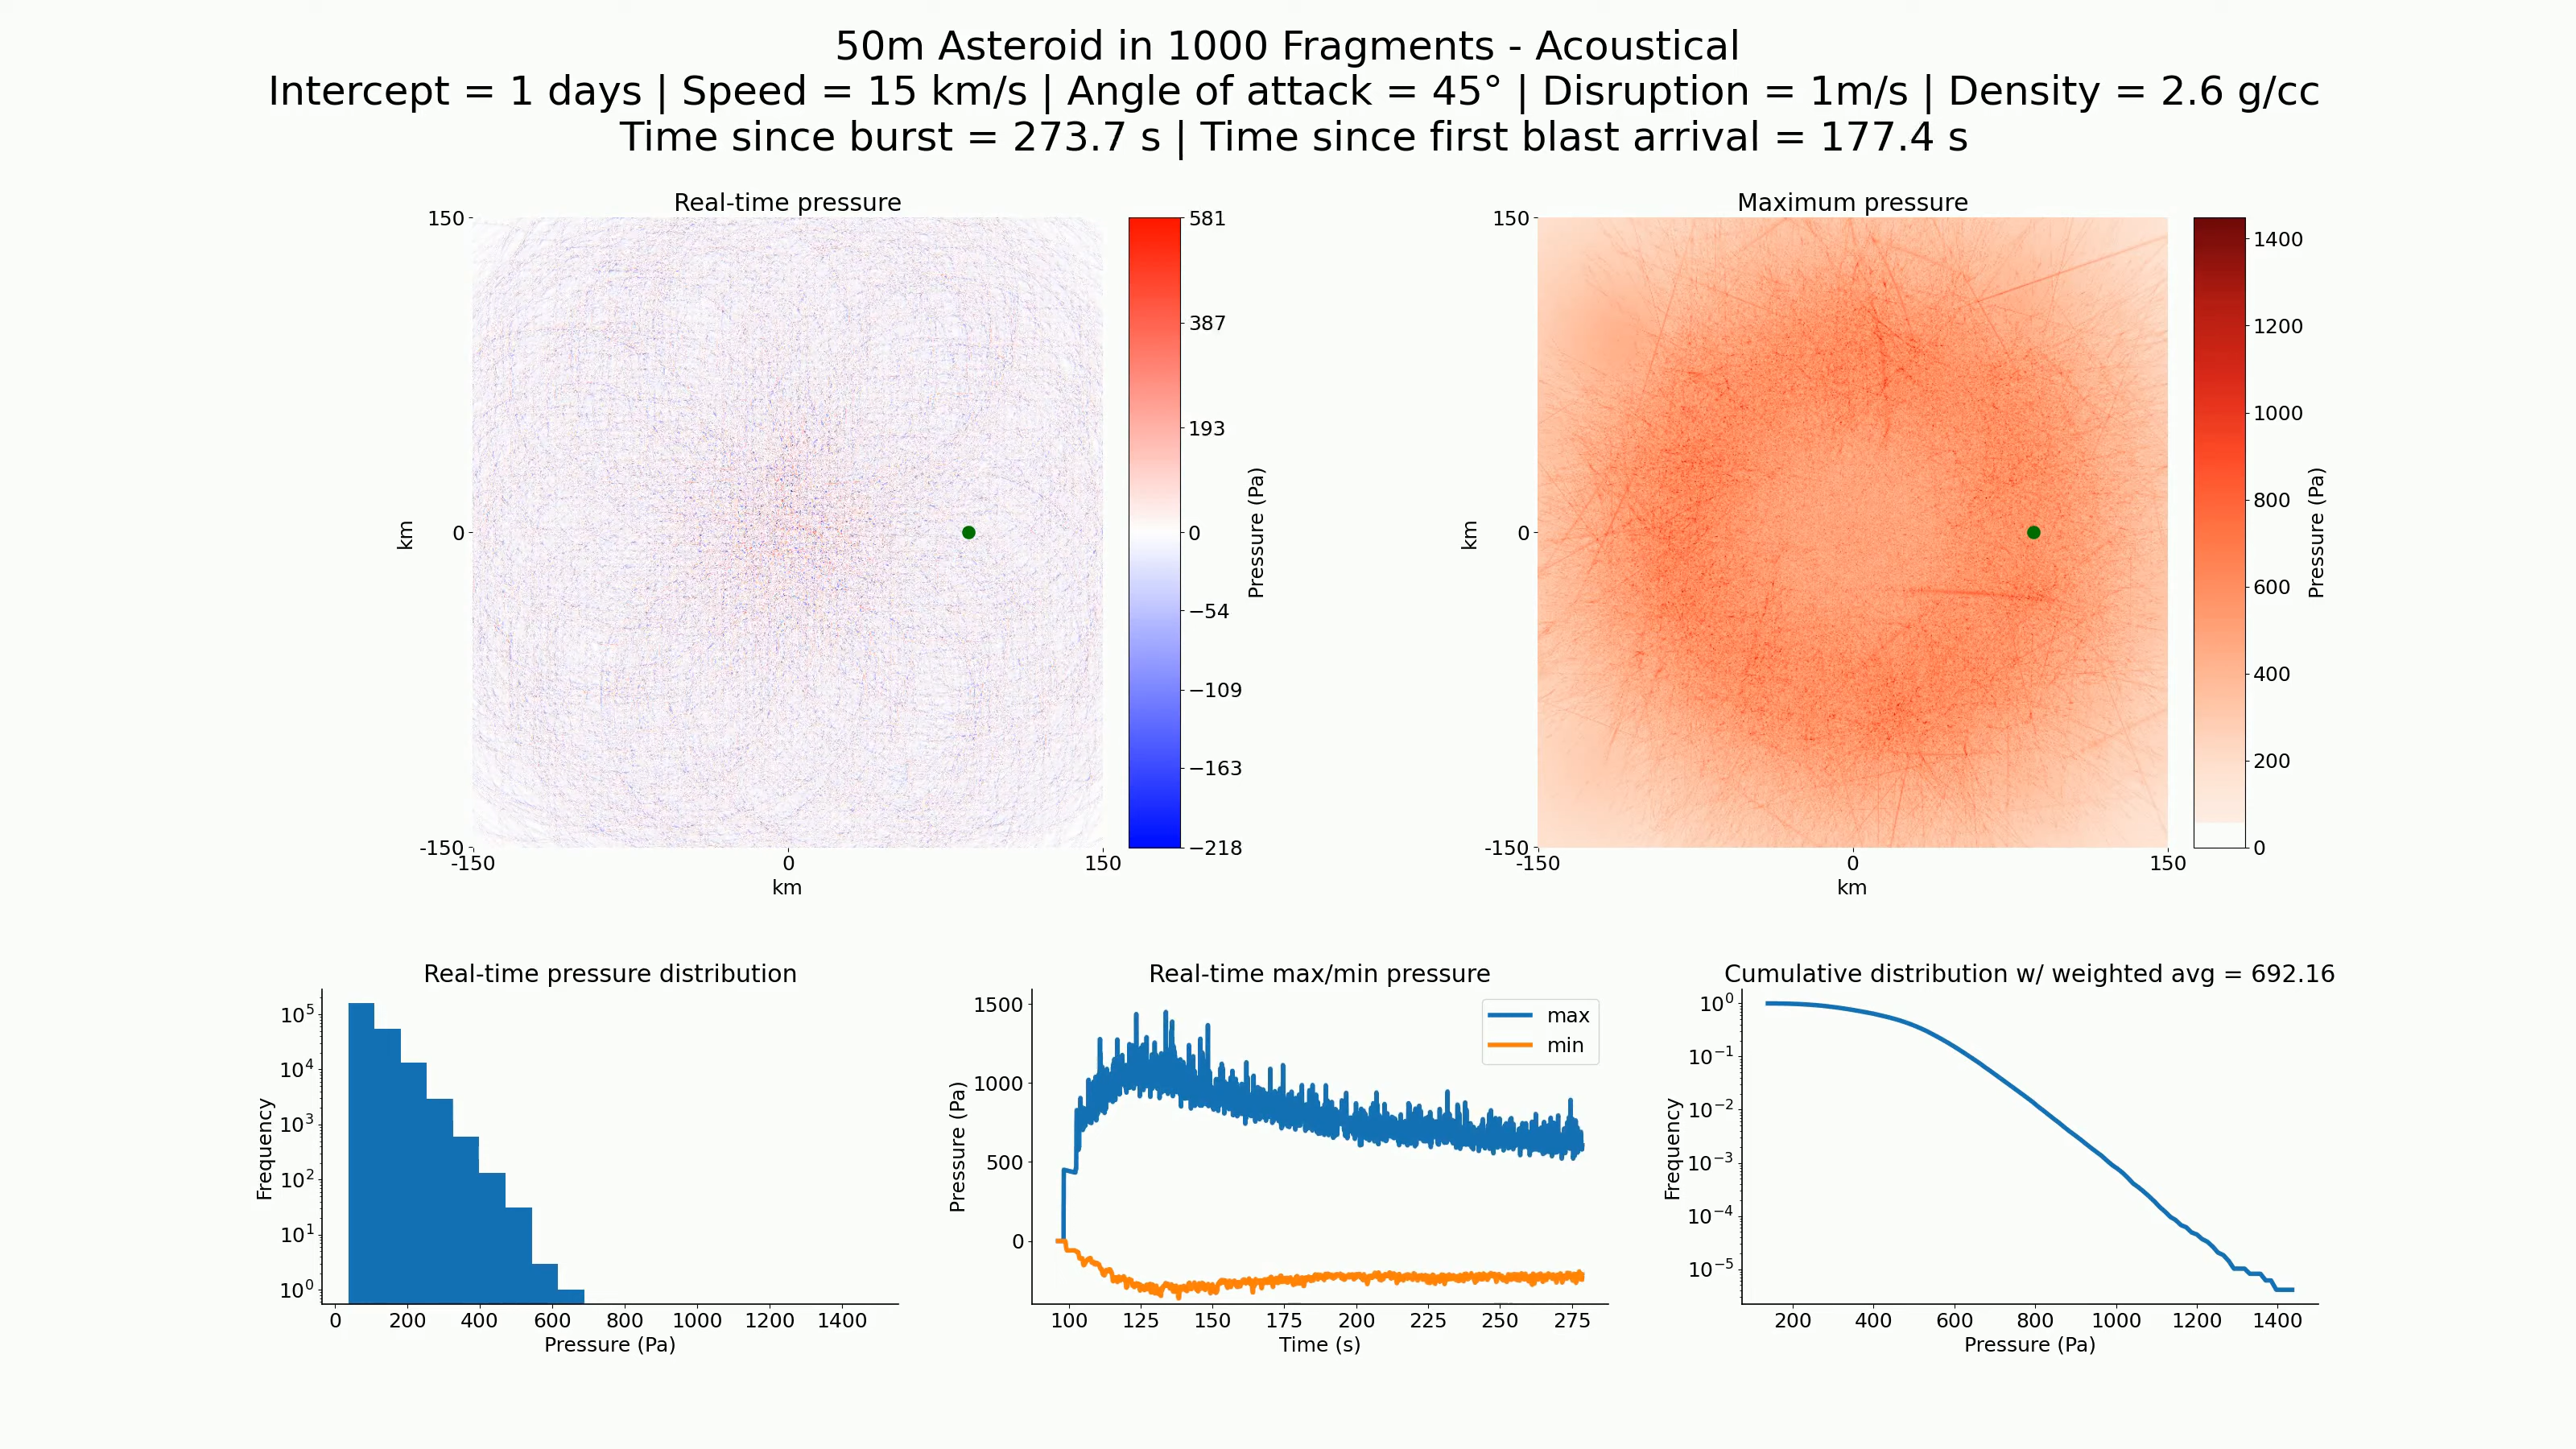 50m Asteroid in 1000 Fragments - Acoustical
Intercept = 1 days | Speed = 15 km/s | Angle of attack = 45° | Disruption = 1m/s | Density = 2.6 g/cc
Time since burst = 273.7 s | Time since first blast arrival = 177.4 s
Real-time pressure
150
0
-150
km
-150
0
150
km
581
387
193
0
−54
−109
−163
−218
Pressure (Pa)
Maximum pressure
150
0
-150
km
-150
0
150
km
1400
1200
1000
800
600
400
200
0
Pressure (Pa)
Real-time pressure distribution
10^5
10^4
10^3
10^2
10^1
10^0
Frequency
0 200 400 600 800 1000 1200 1400
Pressure (Pa)
Real-time max/min pressure
1500
1000
500
0
Pressure (Pa)
max
min
100 125 150 175 200 225 250 275
Time (s)
Cumulative distribution w/ weighted avg = 692.16
10^0
10^−1
10^−2
10^−3
10^−4
10^−5
Frequency
200 400 600 800 1000 1200 1400
Pressure (Pa)